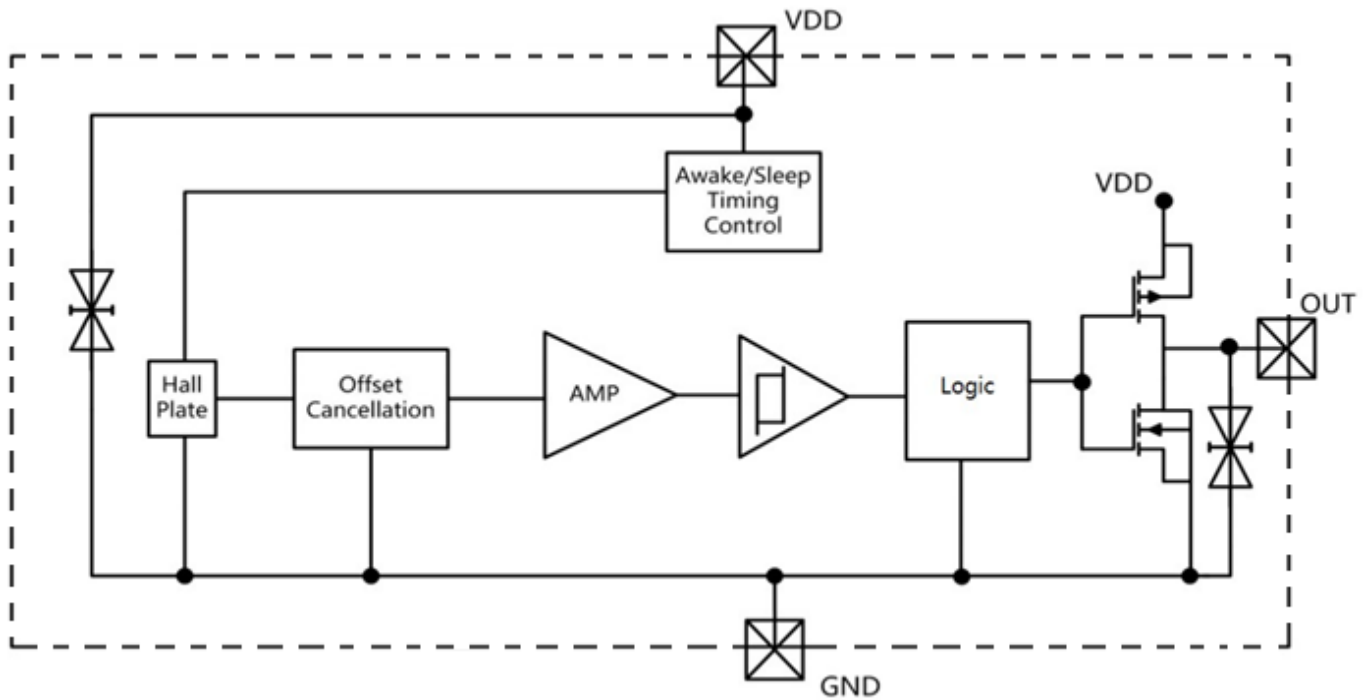 VDD
Awake/Sleep
Timing
Control
VDD
OUT
Hall
Plate
Offset
Cancellation
AMP
Logic
GND